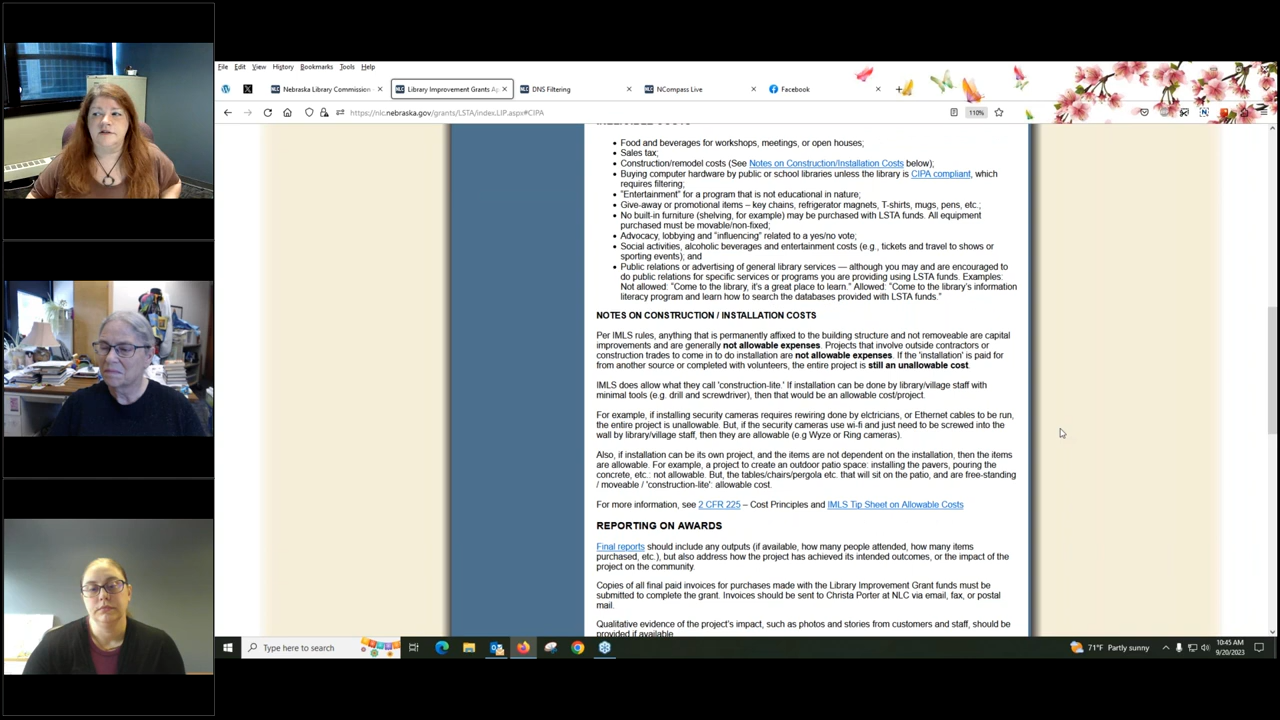 File Edit View History Bookmarks Tools Help
Nebraska Library Commission - Library Improvement Grants Ap DNS Filtering NCompass Live Facebook
https://nlc.nebraska.gov/grants/LSTA/index.LIP.aspx#CIPA 110%
INELIGIBLE COSTS
Food and beverages for workshops, meetings, or open houses;
Sales tax;
Construction/remodel costs (See Notes on Construction/Installation Costs below);
Buying computer hardware by public or school libraries unless the library is CIPA compliant, which
requires filtering;
"Entertainment" for a program that is not educational in nature;
Give-away or promotional items – key chains, refrigerator magnets, T-shirts, mugs, pens, etc.;
No built-in furniture (shelving, for example) may be purchased with LSTA funds. All equipment
purchased must be movable/non-fixed;
Advocacy, lobbying and "influencing" related to a yes/no vote;
Social activities, alcoholic beverages and entertainment costs (e.g., tickets and travel to shows or
sporting events); and
Public relations or advertising of general library services — although you may and are encouraged to
do public relations for specific services or programs you are providing using LSTA funds. Examples:
Not allowed: "Come to the library, it's a great place to learn." Allowed: "Come to the library's information
literacy program and learn how to search the databases provided with LSTA funds."
NOTES ON CONSTRUCTION / INSTALLATION COSTS
Per IMLS rules, anything that is permanently affixed to the building structure and not removeable are capital
improvements and are generally not allowable expenses. Projects that involve outside contractors or
construction trades to come in to do installation are not allowable expenses. If the 'installation' is paid for
from another source or completed with volunteers, the entire project is still an unallowable cost.
IMLS does allow what they call 'construction-lite.' If installation can be done by library/village staff with
minimal tools (e.g. drill and screwdriver), then that would be an allowable cost/project.
For example, if installing security cameras requires rewiring done by elctricians, or Ethernet cables to be run,
the entire project is unallowable. But, if the security cameras use wi-fi and just need to be screwed into the
wall by library/village staff, then they are allowable (e.g Wyze or Ring cameras).
Also, if installation can be its own project, and the items are not dependent on the installation, then the items
are allowable. For example, a project to create an outdoor patio space: installing the pavers, pouring the
concrete, etc.: not allowable. But, the tables/chairs/pergola etc. that will sit on the patio, and are free-standing
/ moveable / 'construction-lite': allowable cost.
For more information, see 2 CFR 225 – Cost Principles and IMLS Tip Sheet on Allowable Costs
REPORTING ON AWARDS
Final reports should include any outputs (if available, how many people attended, how many items
purchased, etc.), but also address how the project has achieved its intended outcomes, or the impact of the
project on the community.
Copies of all final paid invoices for purchases made with the Library Improvement Grant funds must be
submitted to complete the grant. Invoices should be sent to Christa Porter at NLC via email, fax, or postal
mail.
Qualitative evidence of the project's impact, such as photos and stories from customers and staff, should be
provided if available
Type here to search
71°F Partly sunny
10:45 AM
9/20/2023